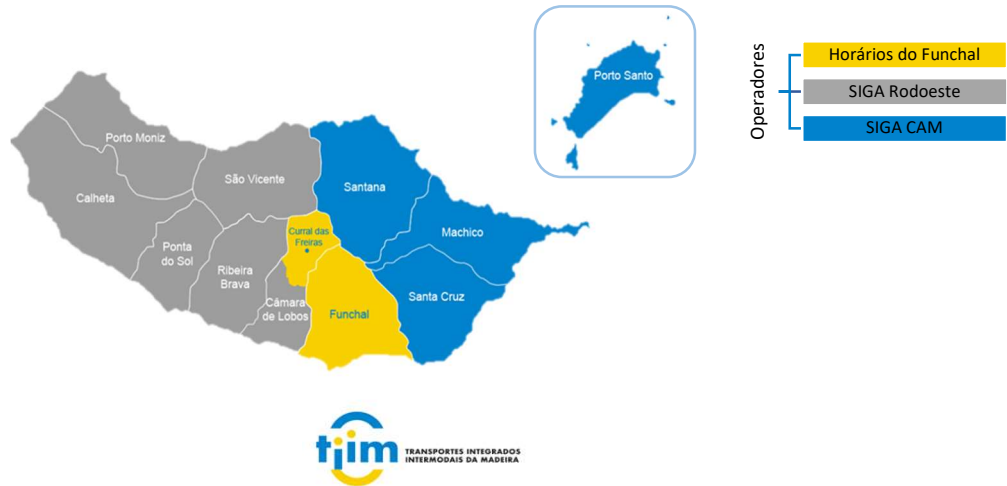 Porto Santo
Operadores
Horários do Funchal
SIGA Rodoeste
SIGA CAM
Porto Moniz
São Vicente
Calheta
Santana
Curral das
Freiras
Machico
Ponta
do Sol
Ribeira
Brava
Câmara
de Lobos
Funchal
Santa Cruz
tiim
TRANSPORTES INTEGRADOS
INTERMODAIS DA MADEIRA